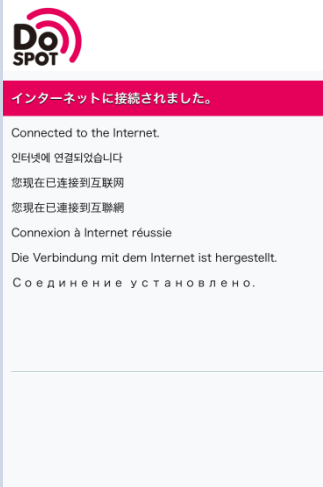 Do
SPOT
インターネットに接続されました。
Connected to the Internet.
인터넷에 연결되었습니다
您现在已连接到互联网
您現在已連接到互聯網
Connexion à Internet réussie
Die Verbindung mit dem Internet ist hergestellt.
Соединение установлено.